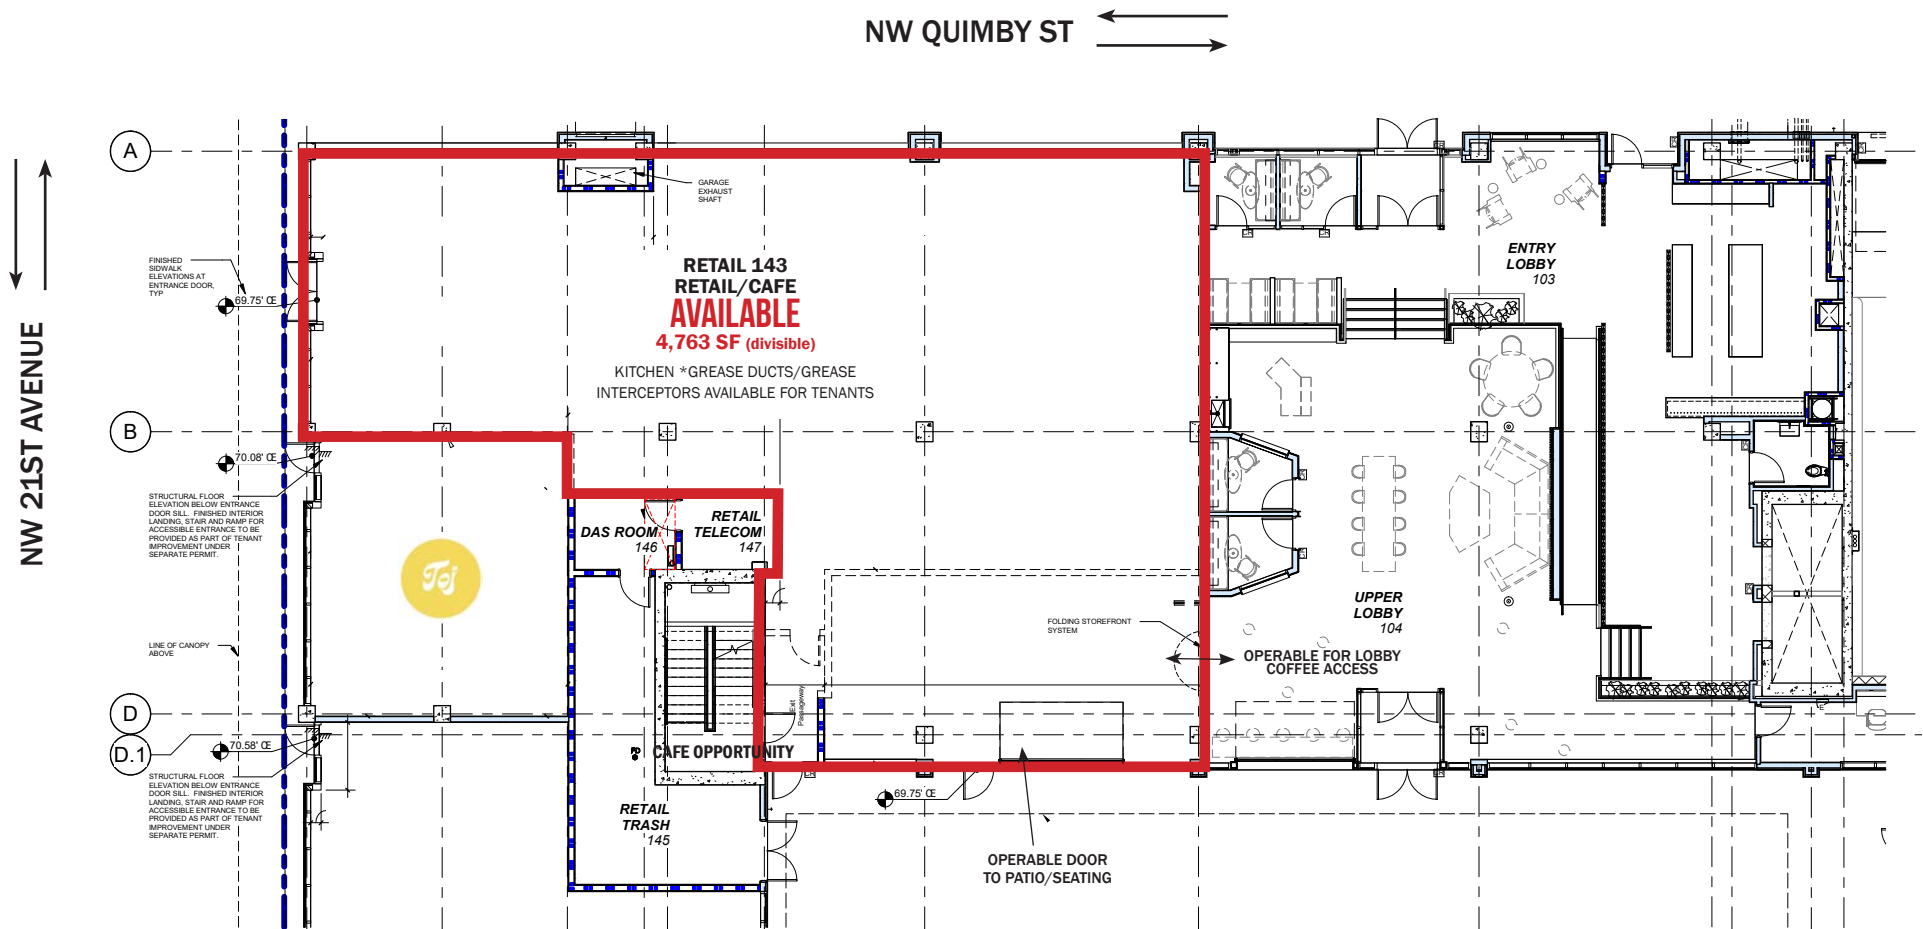 NW QUIMBY ST
NW 21ST AVENUE
A
B
D
D.1
GARAGE
EXHAUST
SHAFT
FINISHED
SIDWALK
ELEVATIONS AT
ENTRANCE DOOR,
TYP
69.75' Œ
RETAIL 143
RETAIL/CAFE
AVAILABLE
4,763 SF (divisible)
KITCHEN *GREASE DUCTS/GREASE
INTERCEPTORS AVAILABLE FOR TENANTS
ENTRY
LOBBY
103
70.08' Œ
STRUCTURAL FLOOR
ELEVATION BELOW ENTRANCE
DOOR SILL. FINISHED INTERIOR
LANDING, STAIR AND RAMP FOR
ACCESSIBLE ENTRANCE TO BE
PROVIDED AS PART OF TENANT
IMPROVEMENT UNDER
SEPARATE PERMIT.
Toj
DAS ROOM
146
RETAIL
TELECOM
147
UPPER
LOBBY
104
FOLDING STOREFRONT
SYSTEM
OPERABLE FOR LOBBY
COFFEE ACCESS
LINE OF CANOPY
ABOVE
Exit
Passageway
70.58' Œ
CAFE OPPORTUNITY
STRUCTURAL FLOOR
ELEVATION BELOW ENTRANCE
DOOR SILL. FINISHED INTERIOR
LANDING, STAIR AND RAMP FOR
ACCESSIBLE ENTRANCE TO BE
PROVIDED AS PART OF TENANT
IMPROVEMENT UNDER
SEPARATE PERMIT.
RETAIL
TRASH
145
69.75' Œ
OPERABLE DOOR
TO PATIO/SEATING